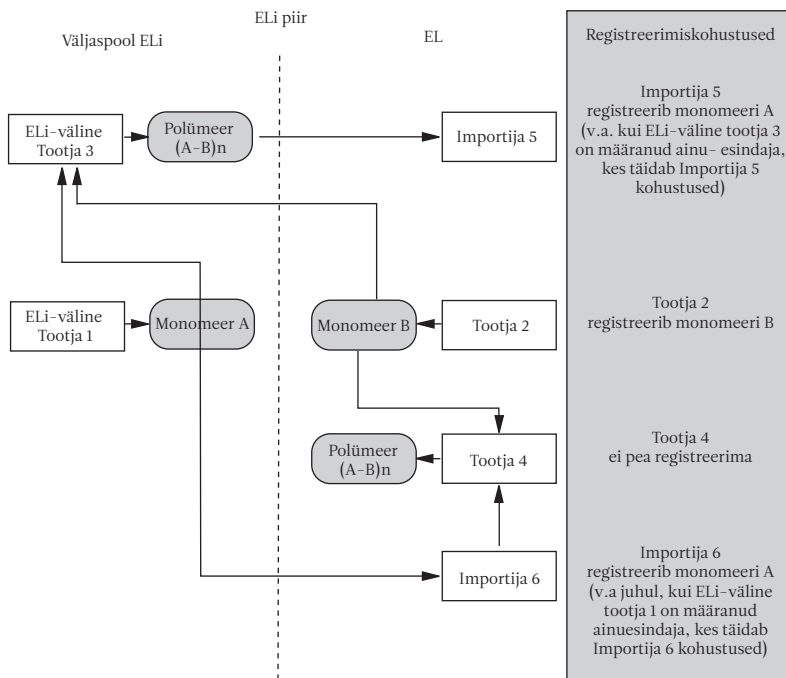 Väljaspool ELi
ELi piir
EL
Registreerimiskohustused
ELi-väline
Tootja 3
Polümeer
(A-B)n
Importija 5
Importija 5
registreerib monomeeri A
(v.a. kui ELi-väline tootja 3
on määranud ainu- esindaja,
kes täidab Importija 5
kohustused)
ELi-väline
Tootja 1
Monomeer A
Monomeer B
Tootja 2
Tootja 2
registreerib monomeeri B
Polümeer
(A-B)n
Tootja 4
Tootja 4
ei pea registreerima
Importija 6
Importija 6
registreerib monomeeri A
(v.a juhul, kui ELi-väline
tootja 1 on määranud
ainuesindaja, kes täidab
Importija 6 kohustused)